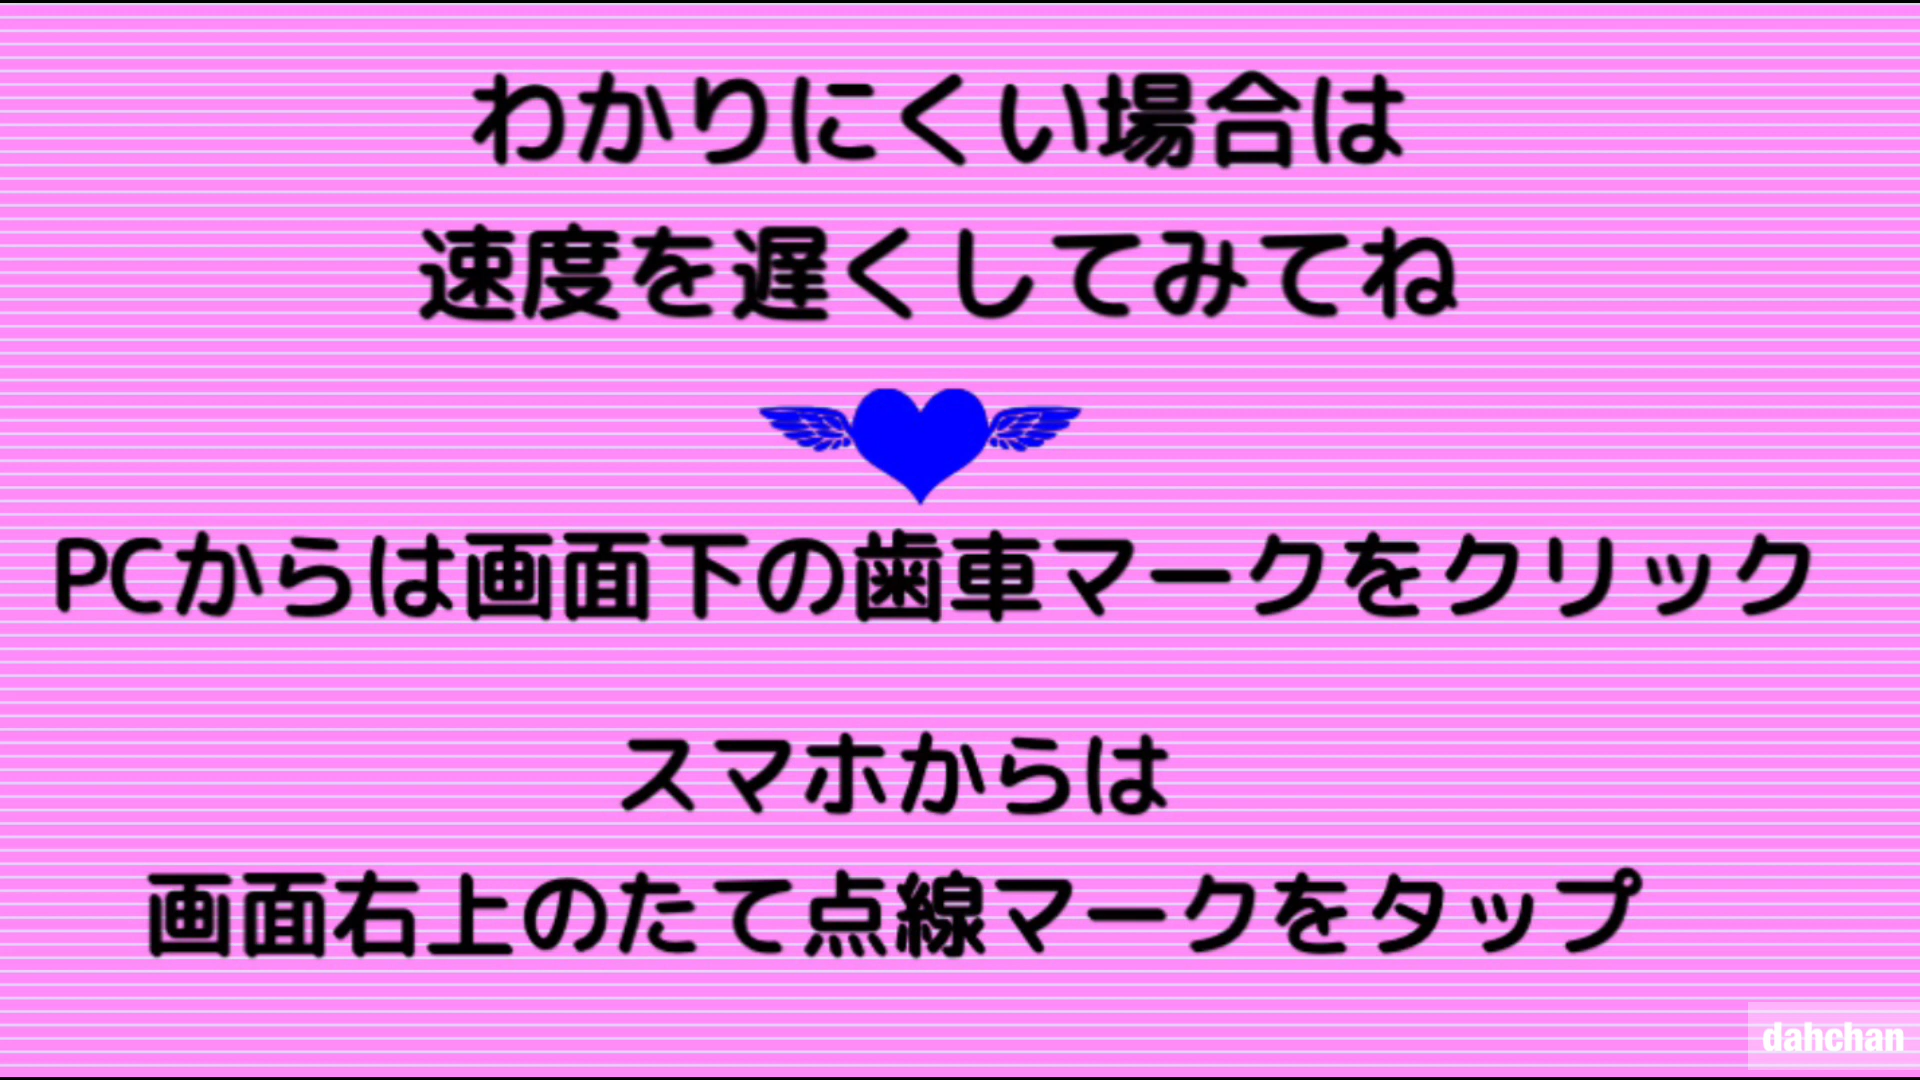 わかりにくい場合は
速度を遅くしてみてね
PCからは画面下の歯車マークをクリック
スマホからは
画面右上のたて点線マークをタップ
dahchan